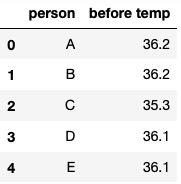 person before temp
0 A 36.2
1 B 36.2
2 C 35.3
3 D 36.1
4 E 36.1